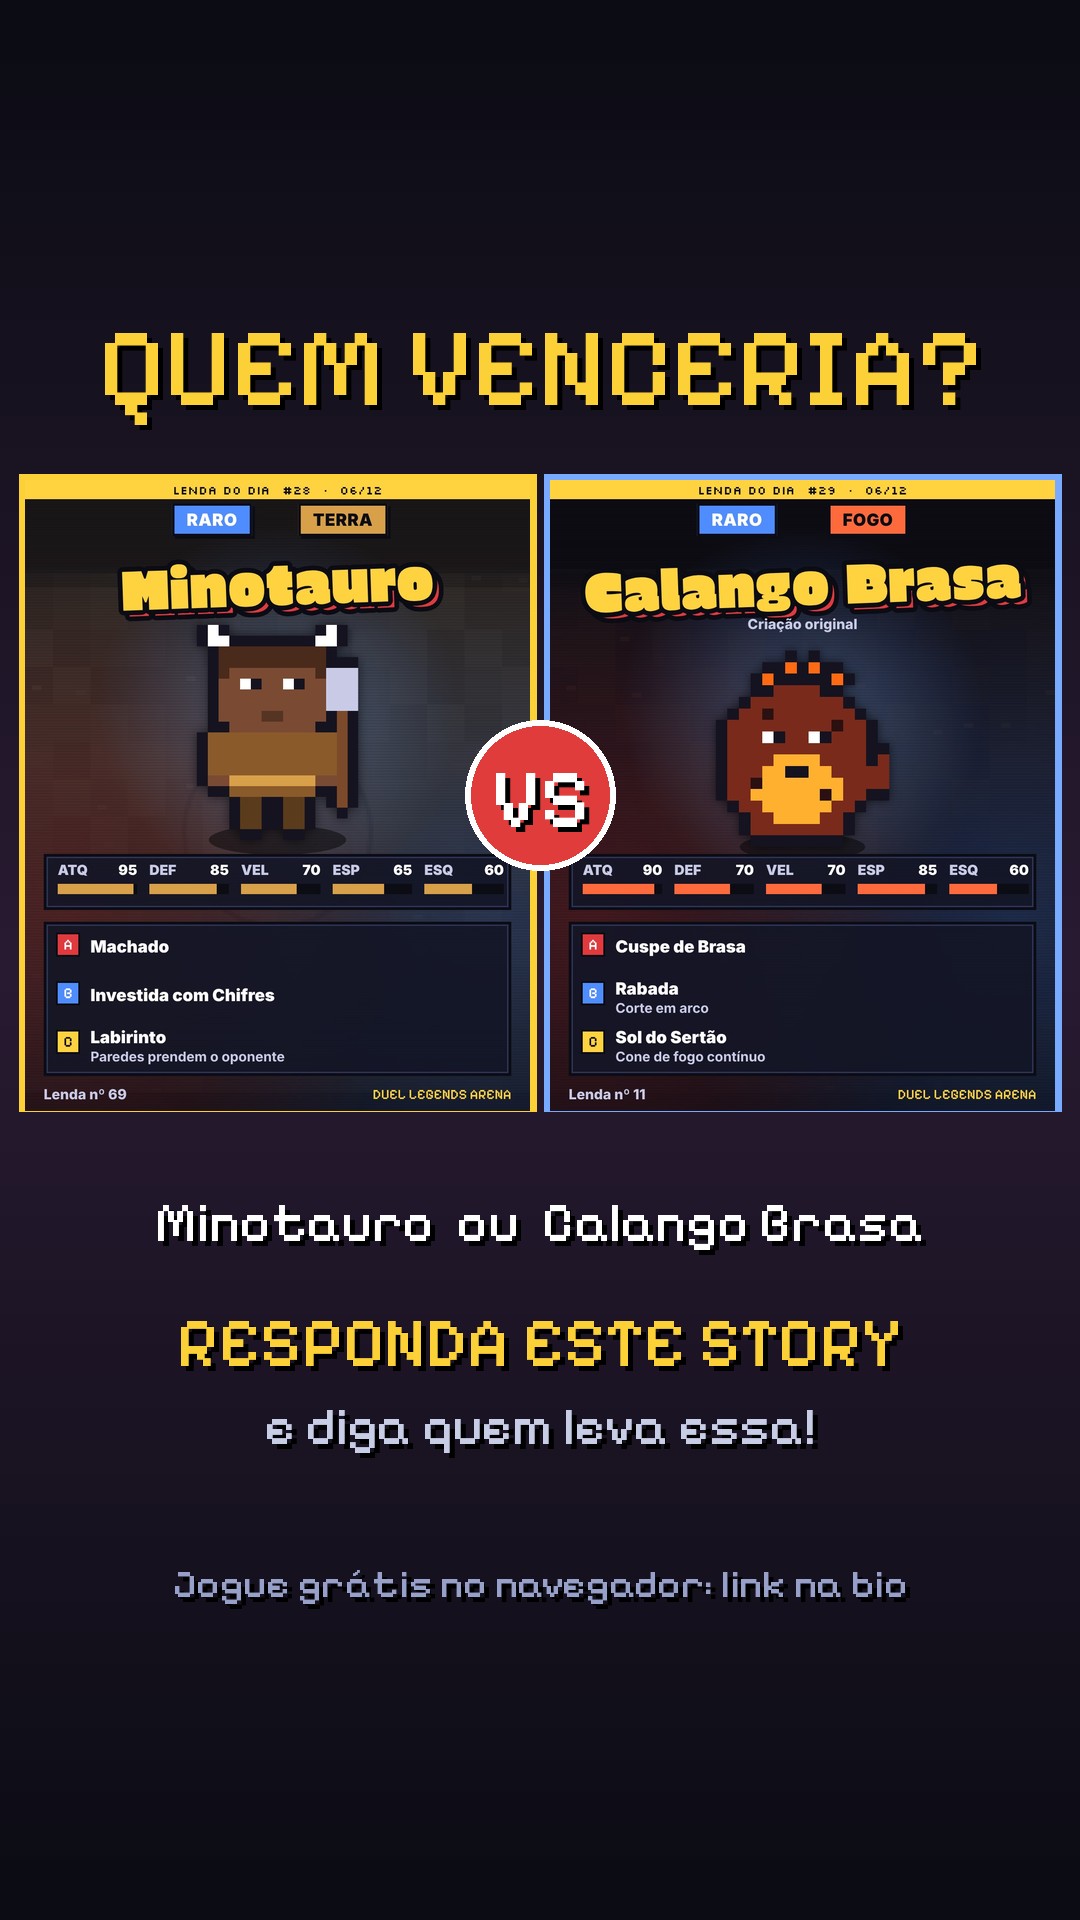 QUEM VENCERIA?
LENDA DO DIA #28 · 06/12
RARO TERRA
Minotauro
ATQ 95 DEF 85 VEL 70 ESP 65 ESQ 60
A Machado
B Investida com Chifres
C Labirinto
Paredes prendem o oponente
Lenda nº 69 DUEL LEGENDS ARENA
VS
LENDA DO DIA #29 · 06/12
RARO FOGO
Calango Brasa
Criação original
ATQ 90 DEF 70 VEL 70 ESP 85 ESQ 60
A Cuspe de Brasa
B Rabada
Corte em arco
C Sol do Sertão
Cone de fogo contínuo
Lenda nº 11 DUEL LEGENDS ARENA
Minotauro ou Calango Brasa
RESPONDA ESTE STORY
e diga quem leva essa!
Jogue grátis no navegador: link na bio